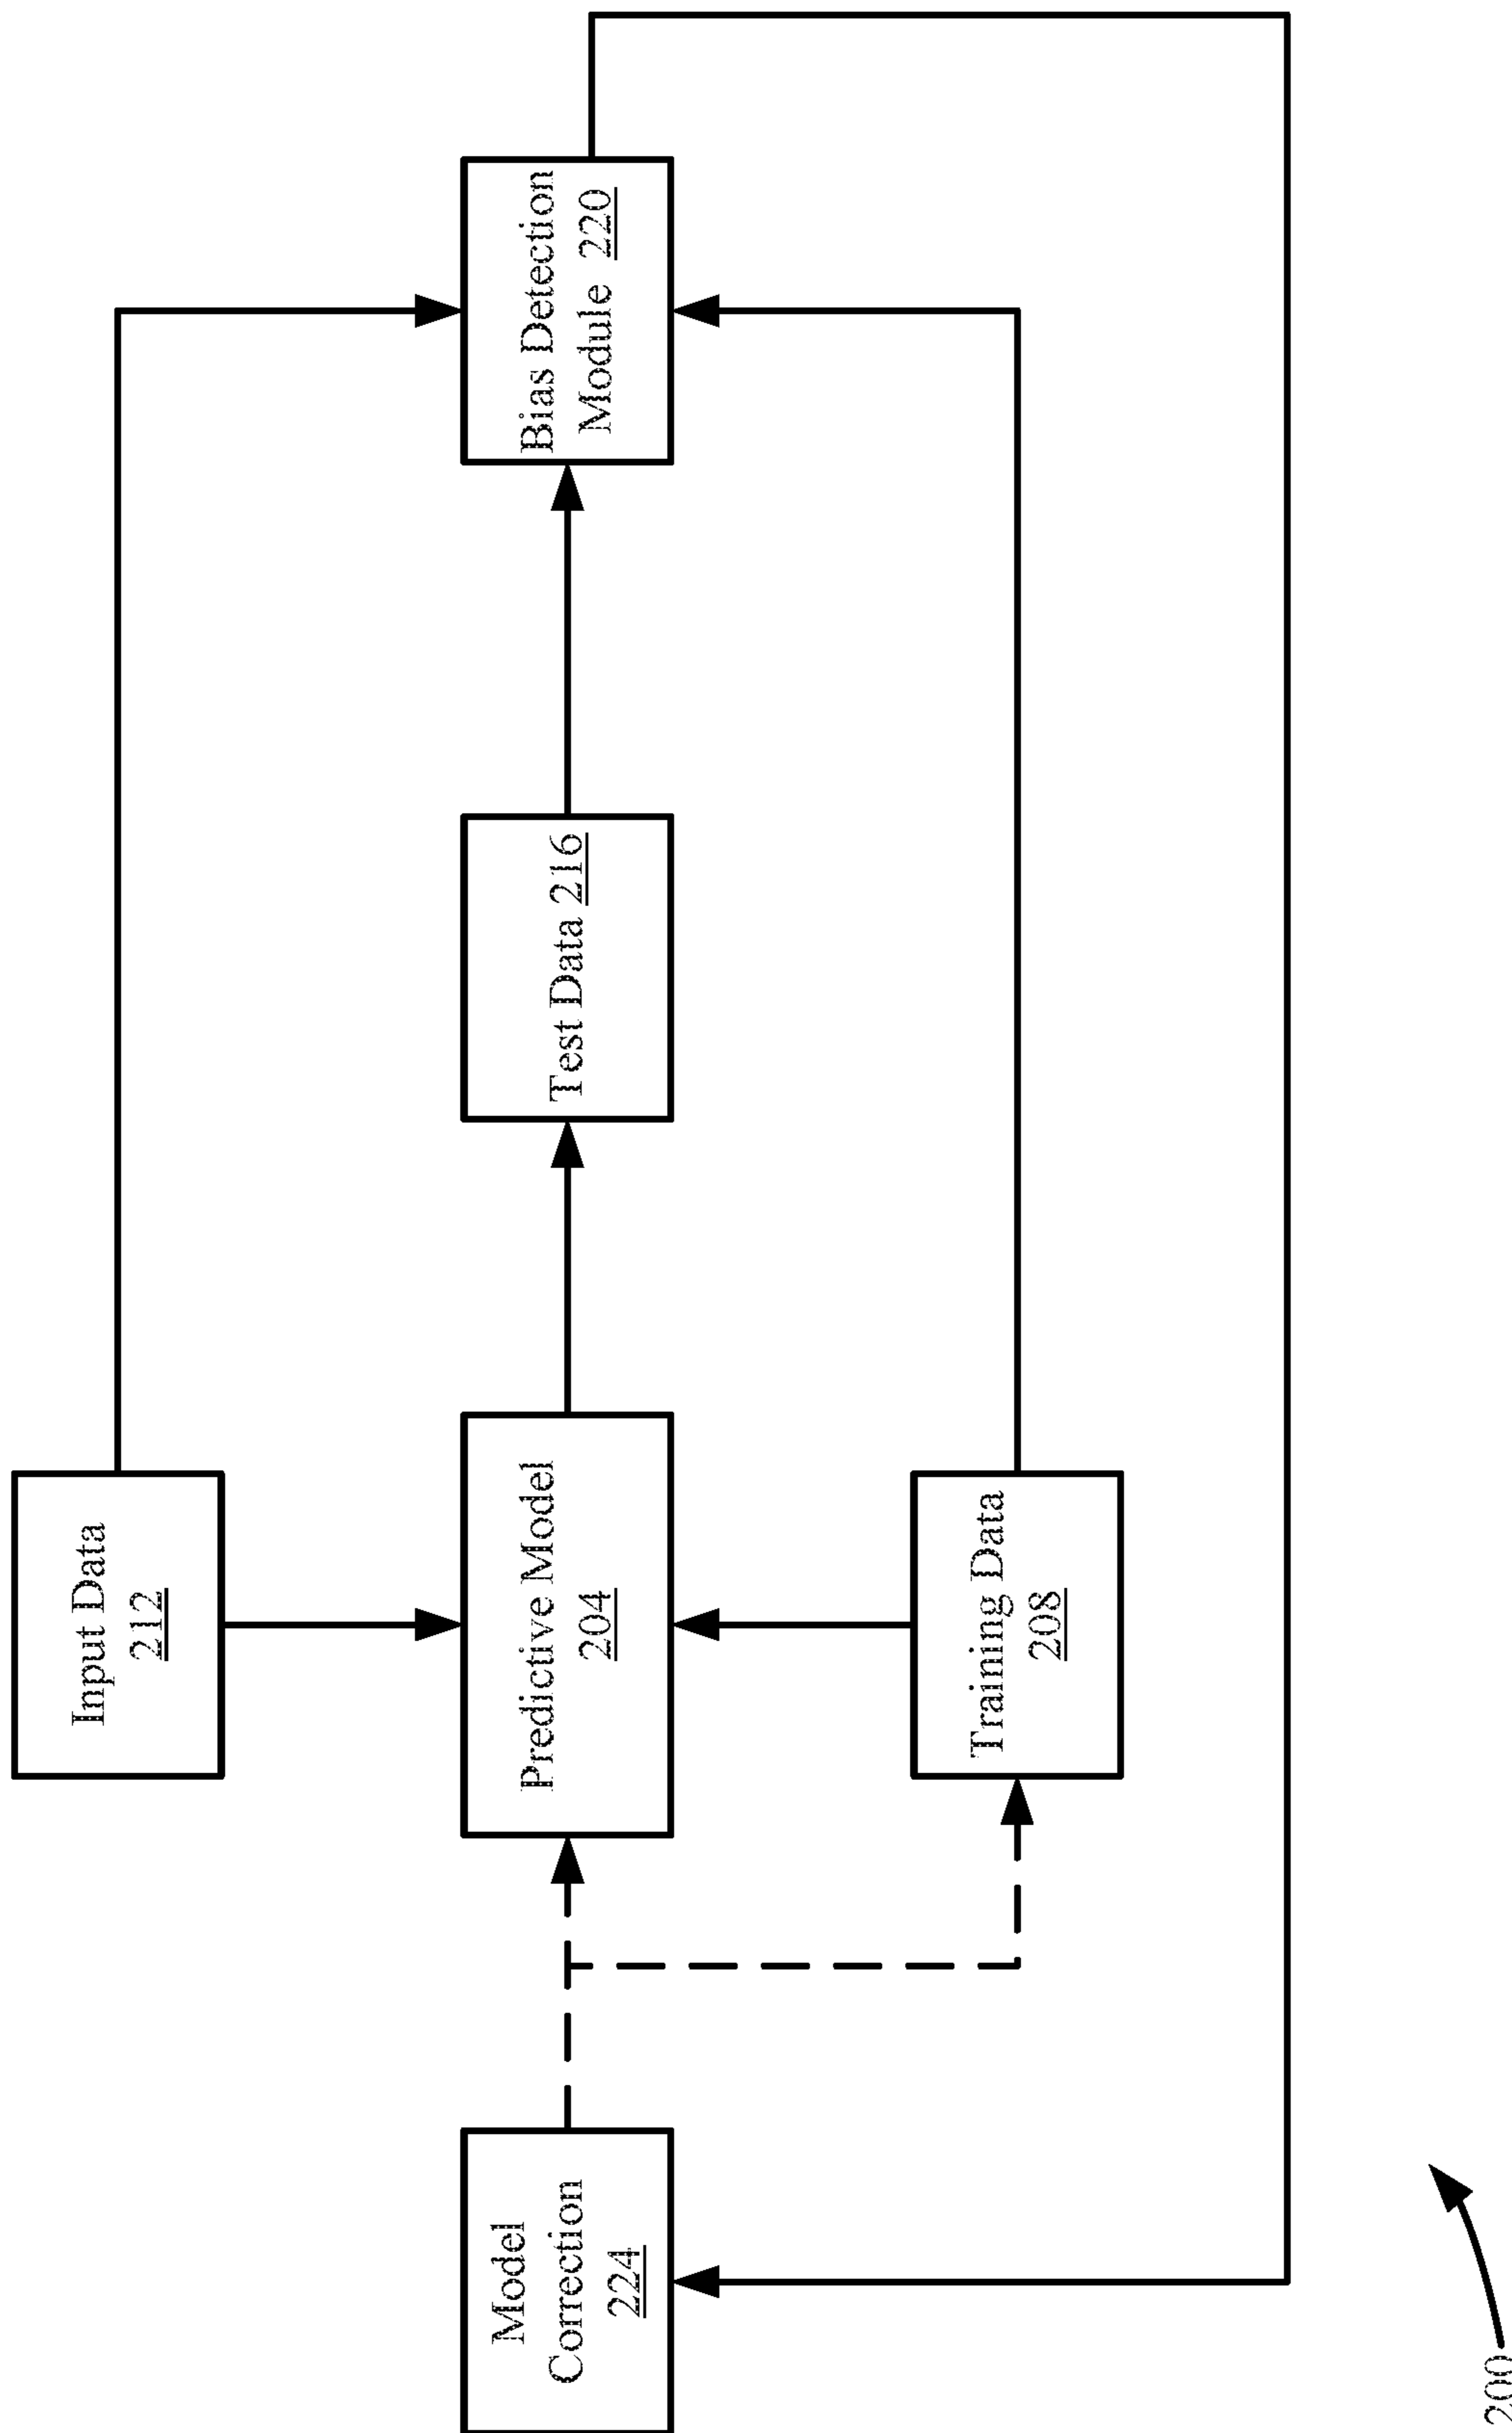 Input Data
212
Model
Correction
224
Predictive Model
204
Test Data 216
Bias Detection
Module 220
Training Data
208
200